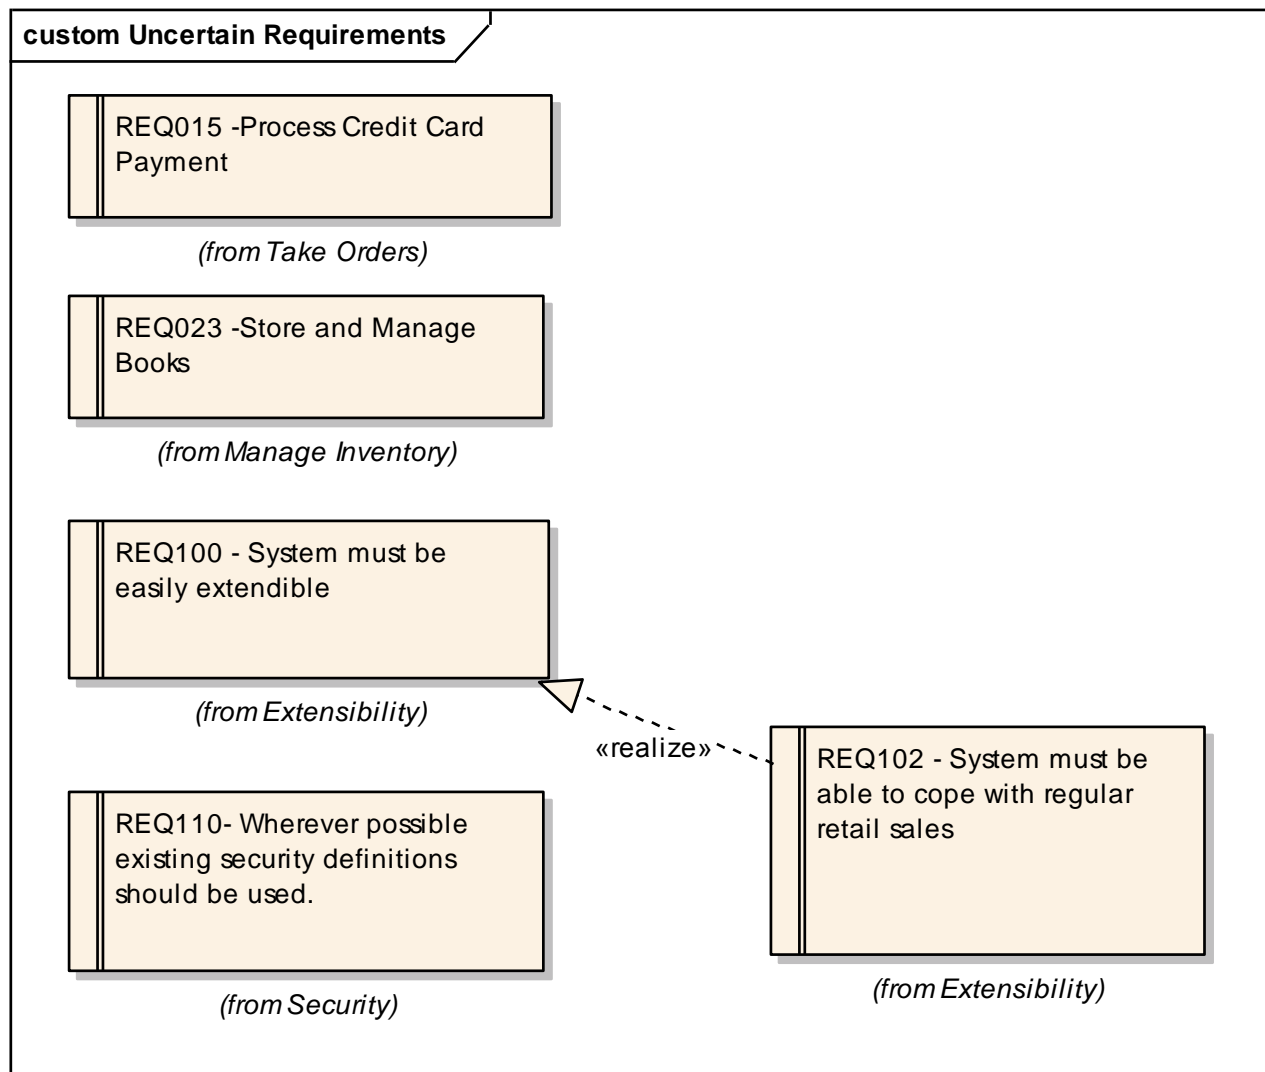 custom Uncertain Requirements
REQ015 -Process Credit Card
Payment
(from Take Orders)
REQ023 -Store and Manage
Books
(from Manage Inventory)
REQ100 - System must be
easily extendible
(from Extensibility)
«realize»
REQ102 - System must be
able to cope with regular
retail sales
(from Extensibility)
REQ110- Wherever possible
existing security definitions
should be used.
(from Security)